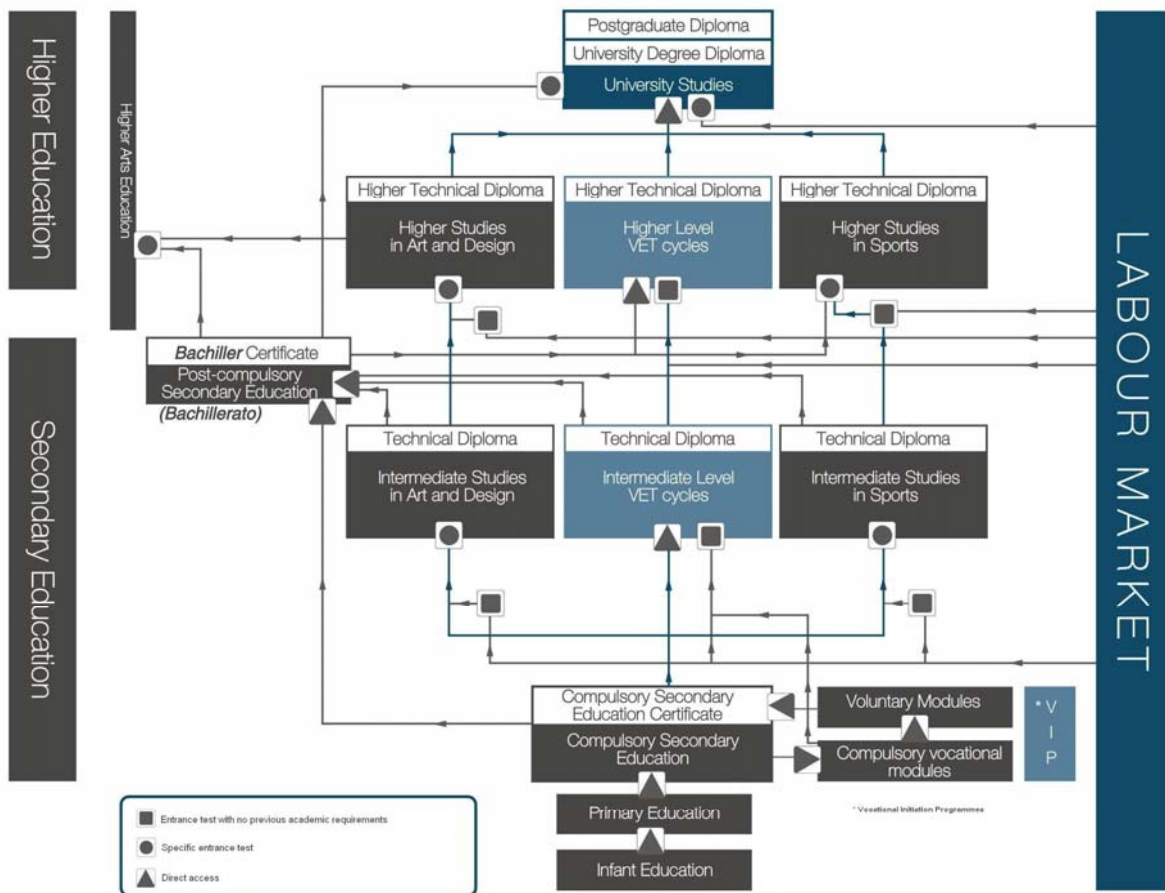 Higher Education
Higher Arts Education
Postgraduate Diploma
University Degree Diploma
University Studies
Higher Technical Diploma
Higher Studies
in Art and Design
Higher Technical Diploma
Higher Level
VET cycles
Higher Technical Diploma
Higher Studies
in Sports
LABOUR MARKET
Secondary Education
Bachiller Certificate
Post-compulsory
Secondary Education
(Bachillerato)
Technical Diploma
Intermediate Studies
in Art and Design
Technical Diploma
Intermediate Level
VET cycles
Technical Diploma
Intermediate Studies
in Sports
Compulsory Secondary
Education Certificate
Compulsory Secondary
Education
Voluntary Modules
Compulsory vocational
modules
* V
I
P
Primary Education
Infant Education
* Vocational Initiation Programmes
Entrance test with no previous academic requirements
Specific entrance test
Direct access